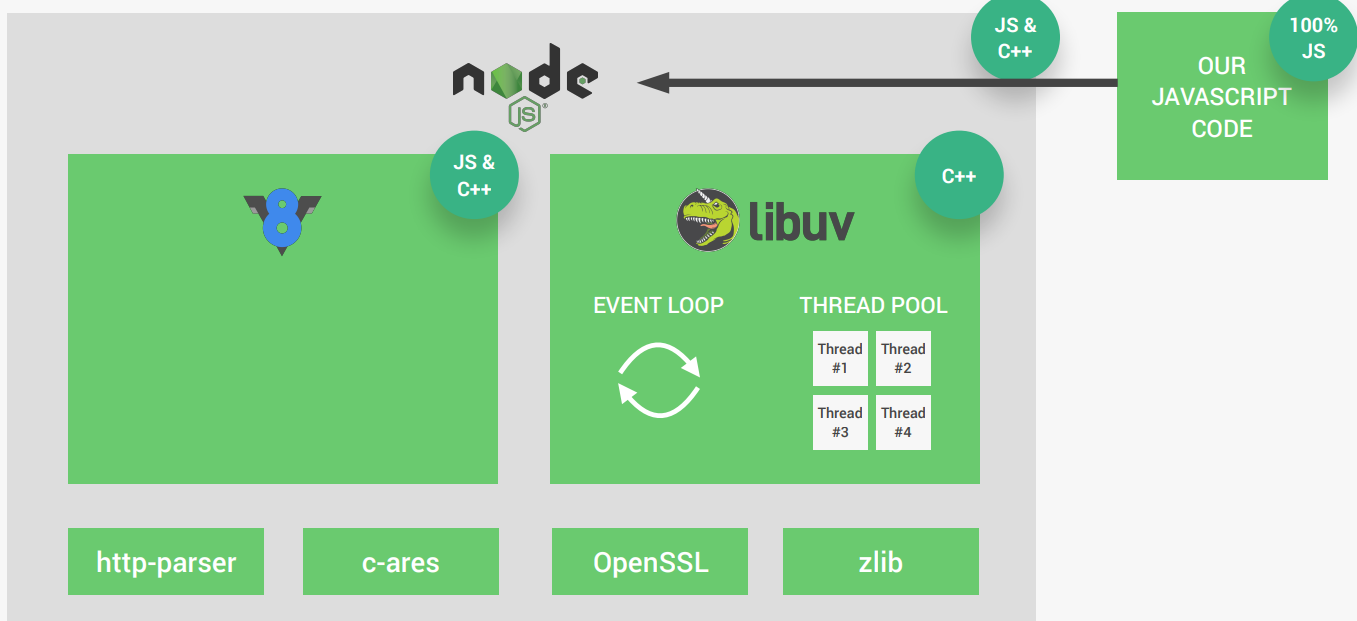 JS &
C++
100%
JS
OUR
JAVASCRIPT
CODE
node
JS®
JS &
C++
C++
V8
libuv
EVENT LOOP
THREAD POOL
Thread
#1
Thread
#2
Thread
#3
Thread
#4
http-parser
c-ares
OpenSSL
zlib